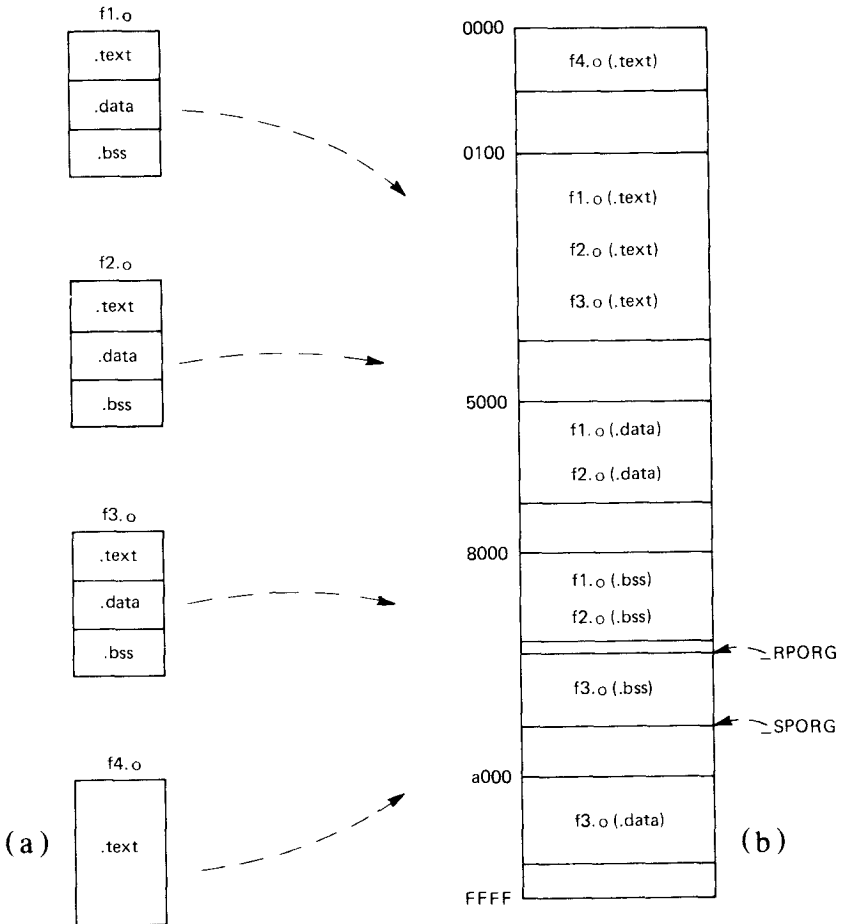 f1.o
.text
.data
.bss
f2.o
.text
.data
.bss
f3.o
.text
.data
.bss
f4.o
.text
(a)
0000
f4.o (.text)
0100
f1.o (.text)
f2.o (.text)
f3.o (.text)
5000
f1.o (.data)
f2.o (.data)
8000
f1.o (.bss)
f2.o (.bss)
_RPORG
f3.o (.bss)
_SPORG
a000
f3.o (.data)
(b)
FFFF